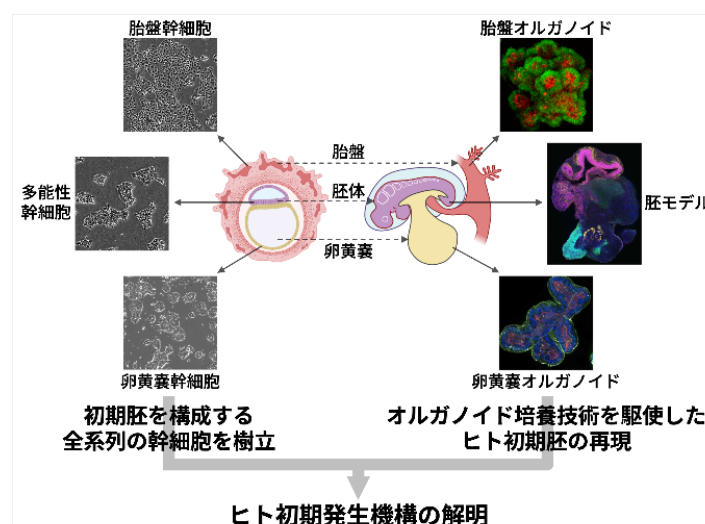 胎盤幹細胞
胎盤オルガノイド
胎盤
多能性
幹細胞
胚体
胚モデル
卵黄嚢
卵黄嚢幹細胞
卵黄嚢オルガノイド
初期胚を構成する
全系列の幹細胞を樹立
オルガノイド培養技術を駆使した
ヒト初期胚の再現
ヒト初期発生機構の解明